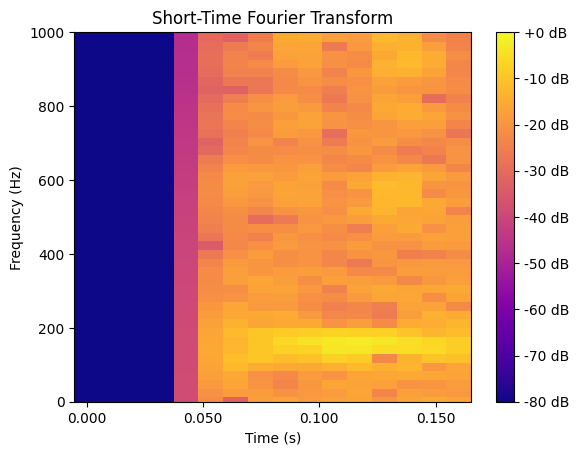 Short-Time Fourier Transform
1000
800
600
400
200
0
Frequency (Hz)
0.000
0.050
0.100
0.150
Time (s)
+0 dB
-10 dB
-20 dB
-30 dB
-40 dB
-50 dB
-60 dB
-70 dB
-80 dB